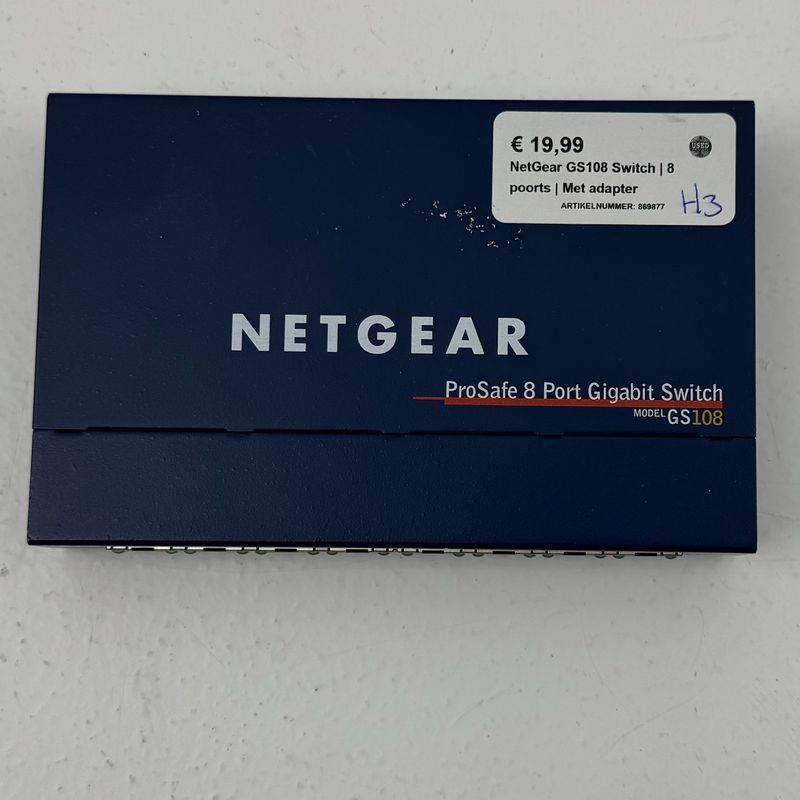 € 19,99
USED
NetGear GS108 Switch | 8
poorts | Met adapter
ARTIKELNUMMER: 869877
H3
NETGEAR
ProSafe 8 Port Gigabit Switch
MODEL GS108